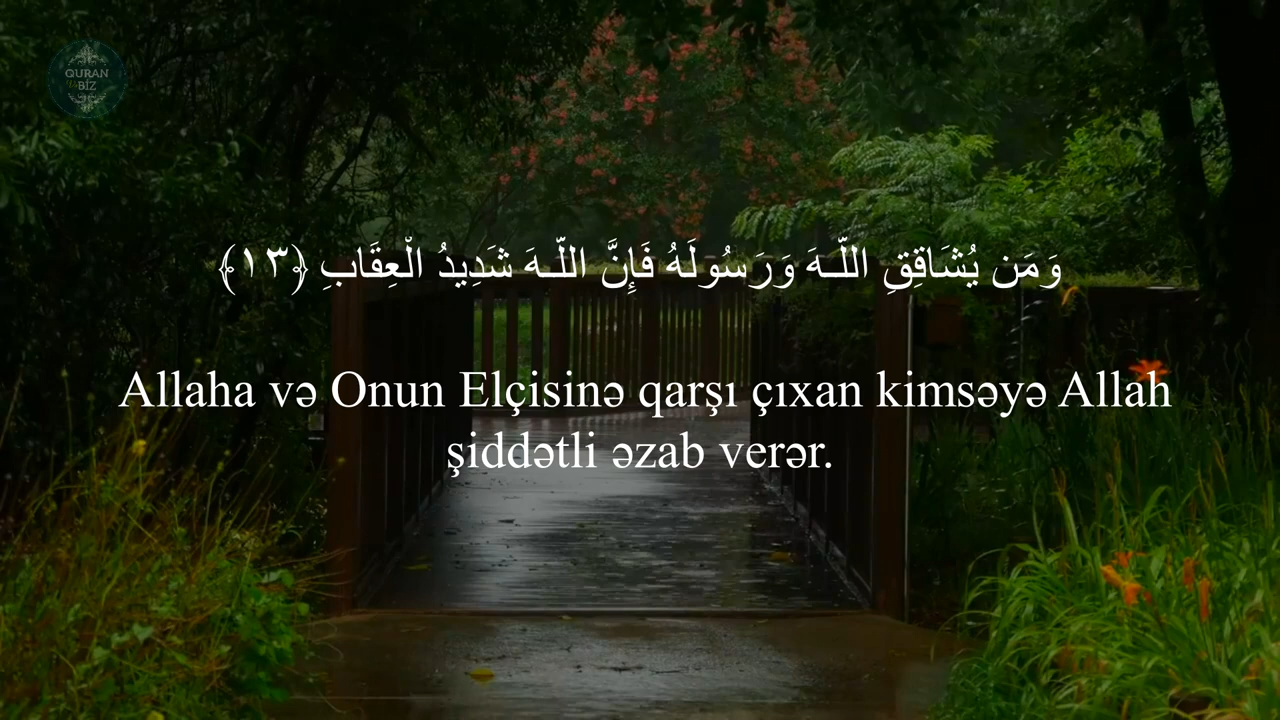 QURAN
BİZ
وَمَن يُشَاقِقِ اللّـهَ وَرَسُولَهُ فَإِنَّ اللّـهَ شَدِيدُ الْعِقَابِ ﴿١٣﴾
Allaha və Onun Elçisinə qarşı çıxan kimsəyə Allah
şiddətli əzab verər.